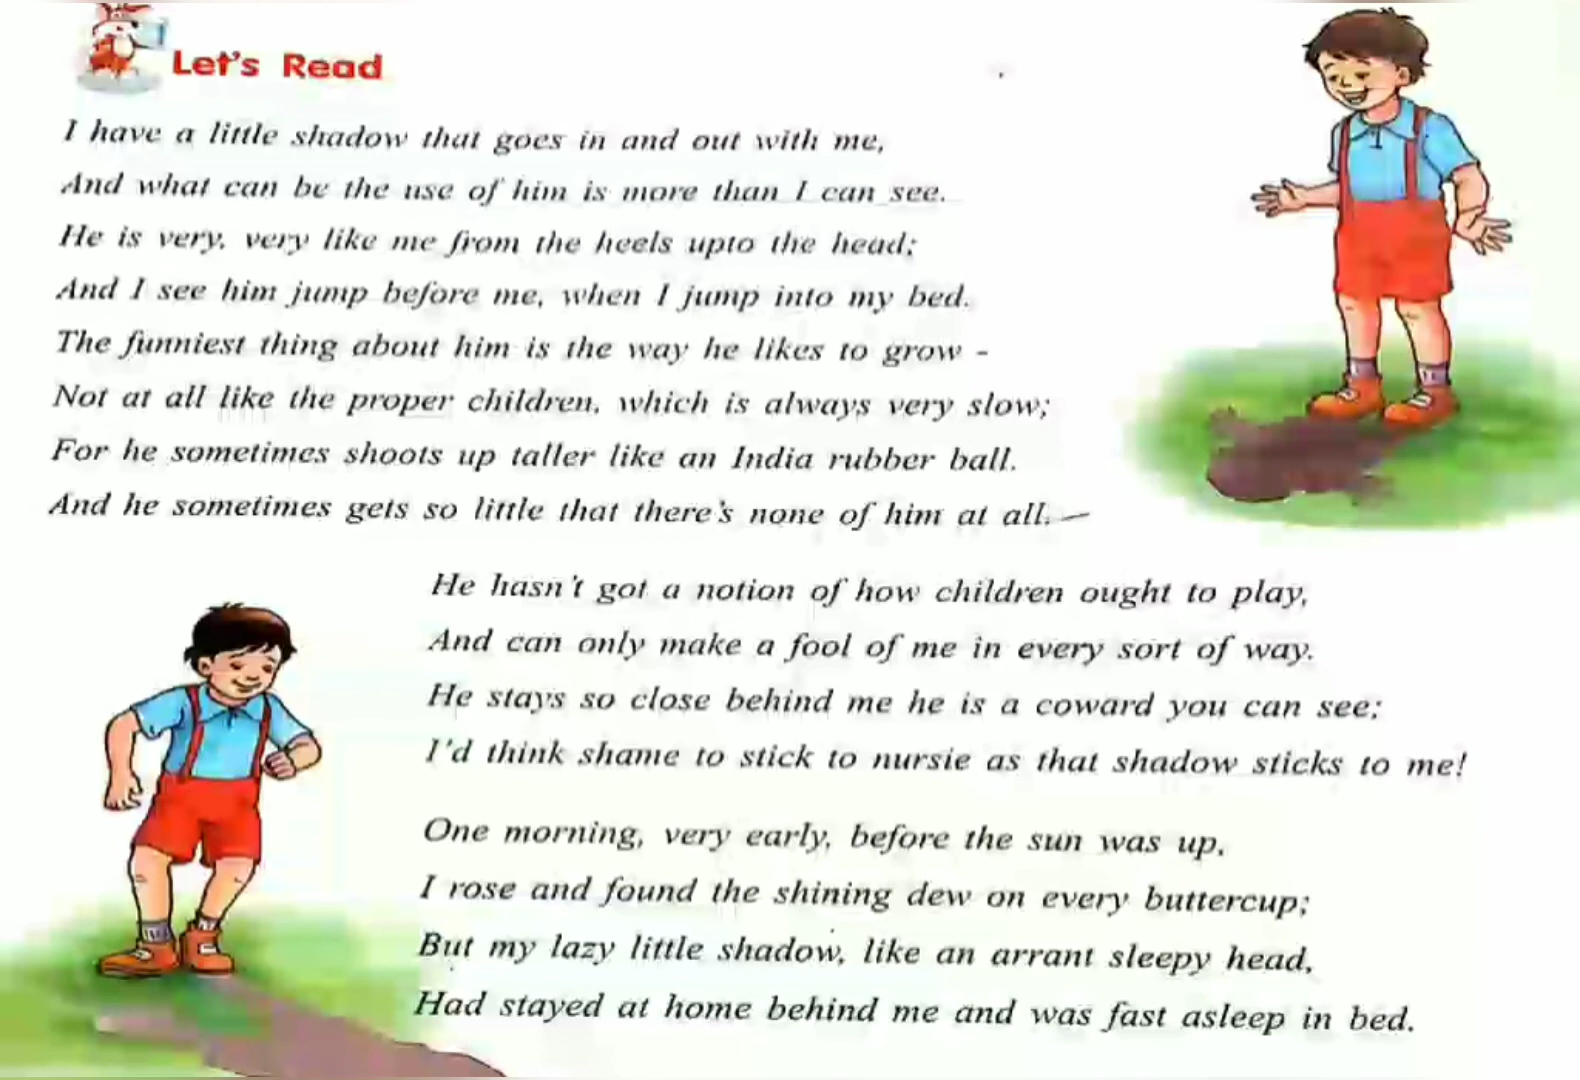 Let's Read
I have a little shadow that goes in and out with me,
And what can be the use of him is more than I can see.
He is very, very like me from the heels upto the head;
And I see him jump before me, when I jump into my bed.
The funniest thing about him is the way he likes to grow -
Not at all like the proper children, which is always very slow;
For he sometimes shoots up taller like an India rubber ball.
And he sometimes gets so little that there's none of him at all.
He hasn't got a notion of how children ought to play,
And can only make a fool of me in every sort of way.
He stays so close behind me he is a coward you can see;
I'd think shame to stick to nursie as that shadow sticks to me!
One morning, very early, before the sun was up,
I rose and found the shining dew on every buttercup;
But my lazy little shadow, like an arrant sleepy head,
Had stayed at home behind me and was fast asleep in bed.